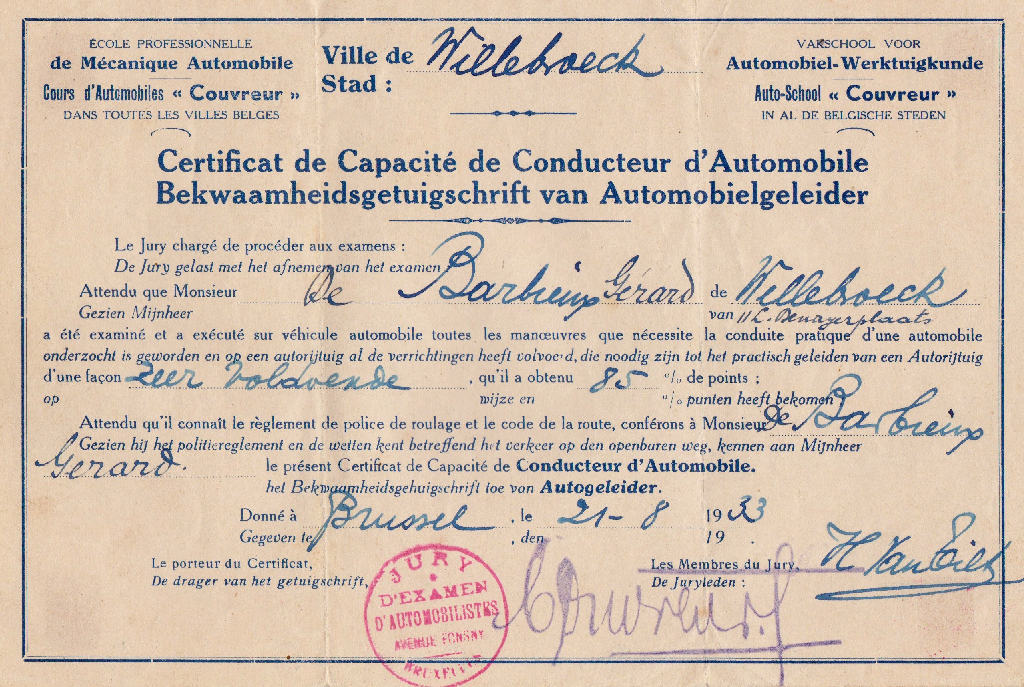 ÉCOLE PROFESSIONNELLE
de Mécanique Automobile
Cours d'Automobiles « Couvreur »
DANS TOUTES LES VILLES BELGES
Ville de Willebroeck
Stad :
VAKSCHOOL VOOR
Automobiel-Werktuigkunde
Auto-School « Couvreur »
IN AL DE BELGISCHE STEDEN
Certificat de Capacité de Conducteur d'Automobile
Bekwaamheidsgetuigschrift van Automobielgeleider
Le Jury chargé de procéder aux examens :
De Jury gelast met het afnemen van het examen
Attendu que Monsieur De Barbieux Gérard de Willebroeck
Gezien Mijnheer van 11 L.
a été examiné et a exécuté sur véhicule automobile toutes les manœuvres que nécessite la conduite pratique d'une automobile
onderzocht is geworden en op een autorijtuig al de verrichtingen heeft volvoerd, die noodig zijn tot het practisch geleiden van een Autorijtuig
d'une façon Zeer Voldoende , qu'il a obtenu 85 % de points ;
op wijze en % punten heeft bekomen
Attendu qu'il connaît le règlement de police de roulage et le code de la route, conférons à Monsieur De Barbieux
Gezien hij het politiereglement en de wetten kent betreffend het verkeer op den openbaren weg, kennen aan Mijnheer
Gerard. le présent Certificat de Capacité de Conducteur d'Automobile.
het Bekwaamheidsgehuigschrift toe van Autogeleider.
Donné à Brussel , le 21-8 1933
Gegeven te , den 19 .
Le porteur du Certificat,
De drager van het getuigschrift,
Les Membres du Jury,
De Juryleden :
H Van Eil
Couvreur
JURY
D'EXAMEN
D'AUTOMOBILISTES
AVENUE FONSNY
BRUXELLES